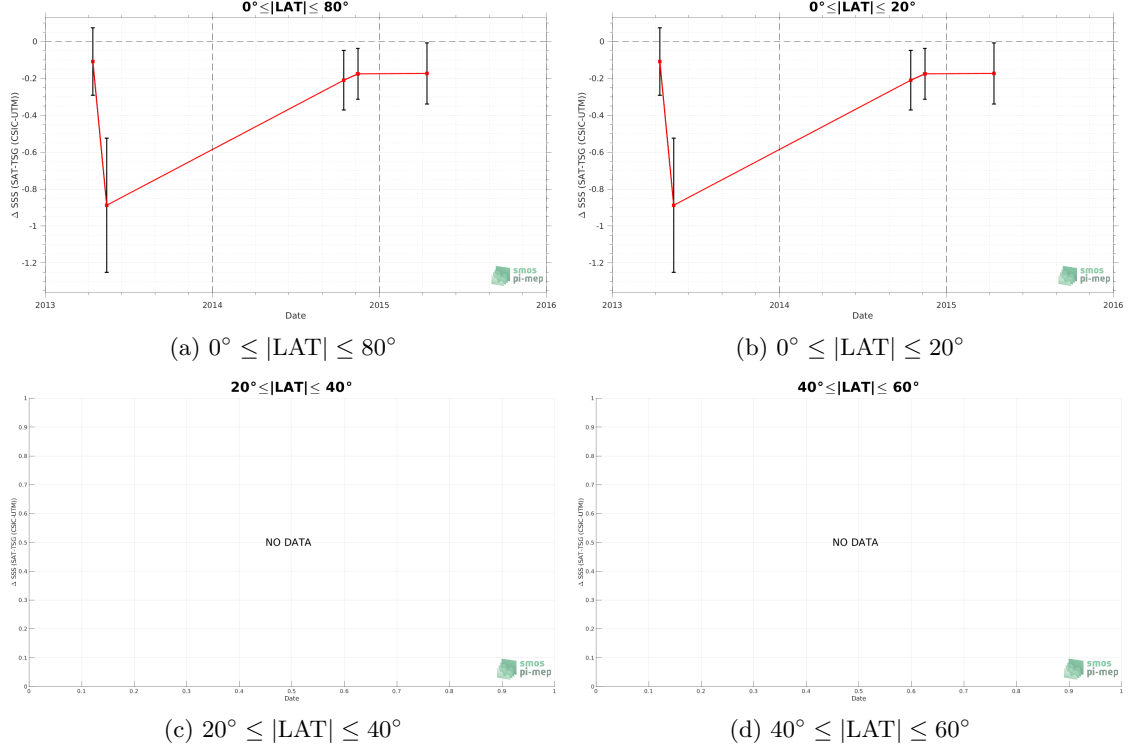 0°≤|LAT|≤ 80°
0
-0.2
-0.4
-0.6
-0.8
-1
-1.2
Δ SSS (SAT-TSG (CSIC-UTM))
2013
2014
2015
2016
Date
smos
pi-mep
(a) 0° ≤ |LAT| ≤ 80°
0°≤|LAT|≤ 20°
0
-0.2
-0.4
-0.6
-0.8
-1
-1.2
Δ SSS (SAT-TSG (CSIC-UTM))
2013
2014
2015
2016
Date
smos
pi-mep
(b) 0° ≤ |LAT| ≤ 20°
20°≤|LAT|≤ 40°
1
0.9
0.8
0.7
0.6
0.5
0.4
0.3
0.2
0.1
0
Δ SSS (SAT-TSG (CSIC-UTM))
NO DATA
0
0.1
0.2
0.3
0.4
0.5
0.6
0.7
0.8
0.9
1
Date
smos
pi-mep
(c) 20° ≤ |LAT| ≤ 40°
40°≤|LAT|≤ 60°
1
0.9
0.8
0.7
0.6
0.5
0.4
0.3
0.2
0.1
0
Δ SSS (SAT-TSG (CSIC-UTM))
NO DATA
0
0.1
0.2
0.3
0.4
0.5
0.6
0.7
0.8
0.9
1
Date
smos
pi-mep
(d) 40° ≤ |LAT| ≤ 60°